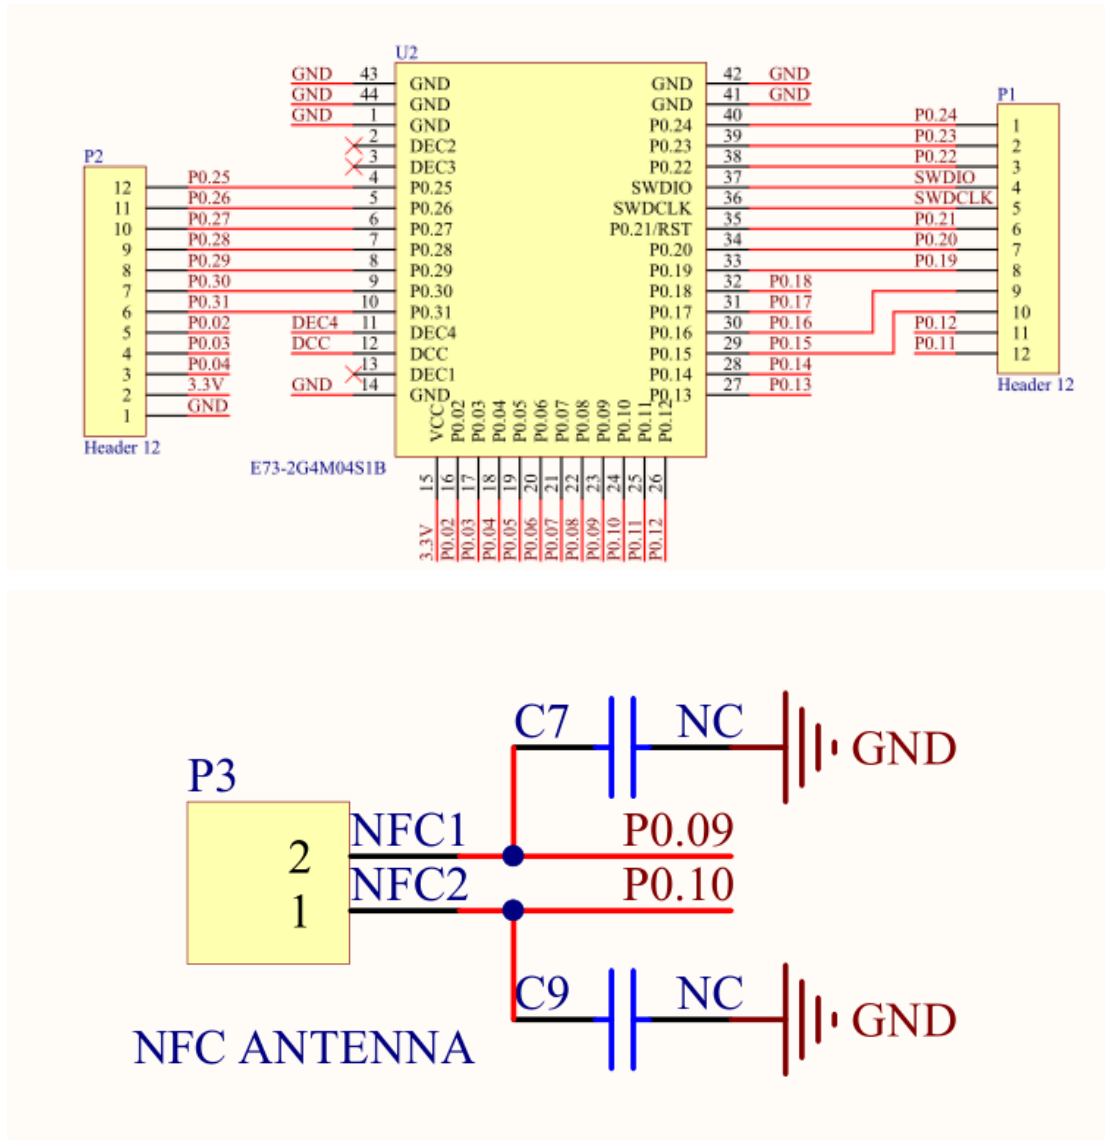 U2
GND 43 GND GND 42 GND
GND 44 GND GND 41 GND
GND 1 GND P0.24 40 P0.24 1
2 DEC2 P0.23 39 P0.23 2
3 DEC3 P0.22 38 P0.22 3
P1
P2
12 P0.25 4 P0.25 SWDIO 37 SWDIO 4
11 P0.26 5 P0.26 SWDCLK 36 SWDCLK 5
10 P0.27 6 P0.27 P0.21/RST 35 P0.21 6
9 P0.28 7 P0.28 P0.20 34 P0.20 7
8 P0.29 8 P0.29 P0.19 33 P0.19 8
7 P0.30 9 P0.30 P0.18 32 P0.18 9
6 P0.31 10 P0.31 P0.17 31 P0.17 10
5 P0.02 DEC4 11 DEC4 P0.16 30 P0.16 P0.12 11
4 P0.03 DCC 12 DCC P0.15 29 P0.15 P0.11 12
3 P0.04 13 DEC1 P0.14 28 P0.14
2 3.3V GND 14 GND P0.13 27 P0.13
1 GND
Header 12
Header 12
VCC P0.02 P0.03 P0.04 P0.05 P0.06 P0.07 P0.08 P0.09 P0.10 P0.11 P0.12
E73-2G4M04S1B
15 16 17 18 19 20 21 22 23 24 25 26
3.3V P0.02 P0.03 P0.04 P0.05 P0.06 P0.07 P0.08 P0.09 P0.10 P0.11 P0.12
C7 NC GND
P3
2 NFC1 P0.09
1 NFC2 P0.10
C9 NC GND
NFC ANTENNA